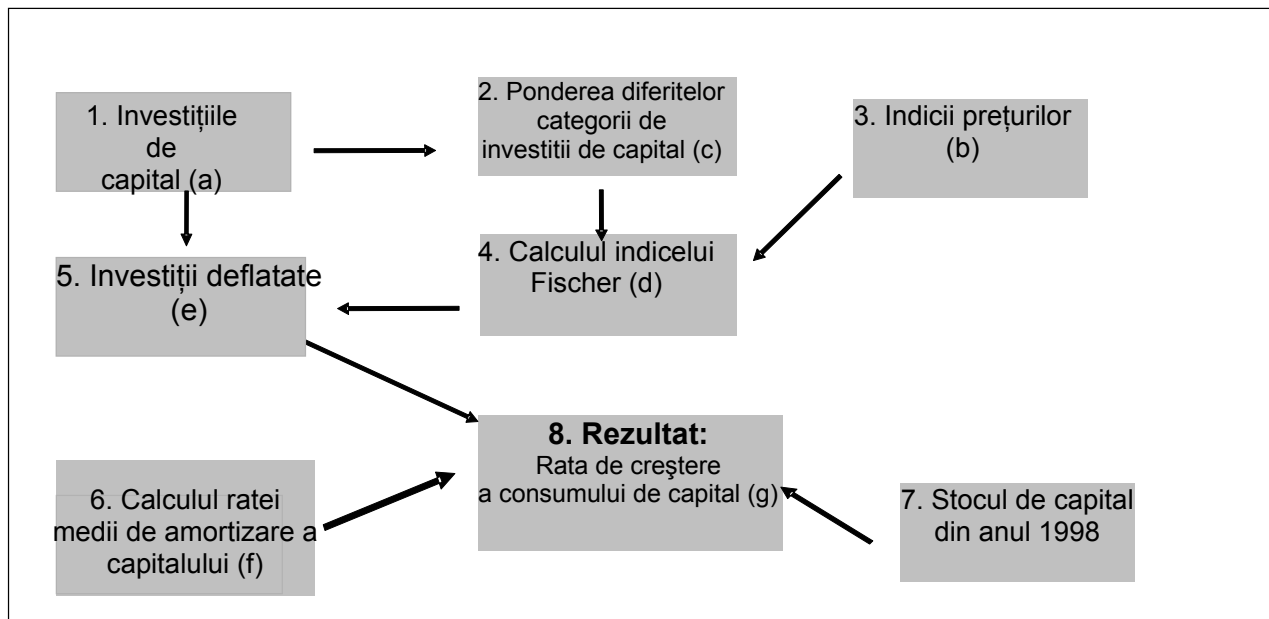 1. Investițiile
de
capital (a)
2. Ponderea diferitelor
categorii de
investitii de capital (c)
3. Indicii prețurilor
(b)
4. Calculul indicelui
Fischer (d)
5. Investiții deflatate
(e)
8. Rezultat:
Rata de creştere
a consumului de capital (g)
6. Calculul ratei
medii de amortizare a
capitalului (f)
7. Stocul de capital
din anul 1998